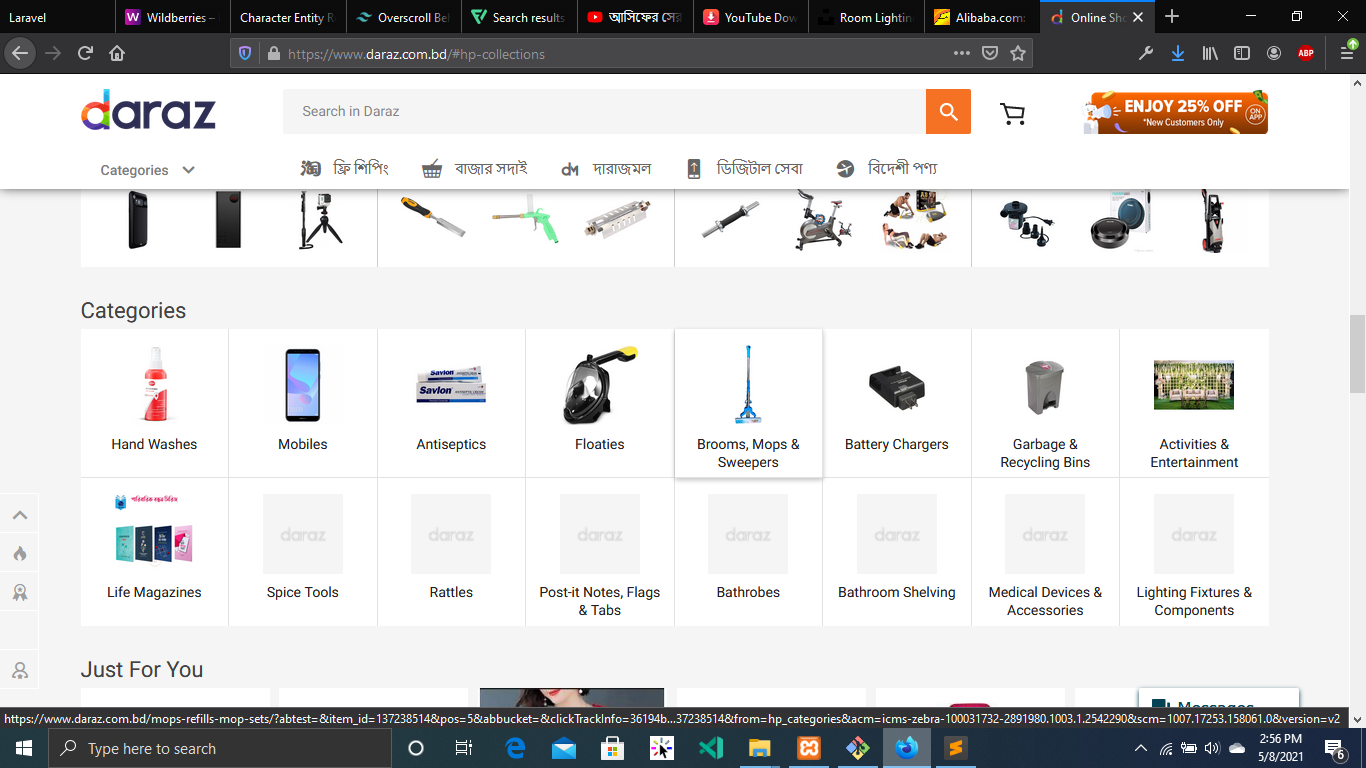 Laravel
Wildberries –
Character Entity R
Overscroll Be
Search results
আসিফের সের
YouTube Dow
Room Lightin
Alibaba.com:
Online Sho
https://www.daraz.com.bd/#hp-collections
ABP
daraz
Search in Daraz
ENJOY 25% OFF
*New Customers Only
ON APP
Categories
ফ্রি শিপিং
বাজার সদাই
dm
দারাজমল
ডিজিটাল সেবা
বিদেশী পণ্য
Categories
Savlon
Savlon
Hand Washes
Mobiles
Antiseptics
Floaties
Brooms, Mops &
Sweepers
Battery Chargers
Garbage &
Recycling Bins
Activities &
Entertainment
পারিবারিক বন্ধন সিরিজ
daraz
daraz
daraz
daraz
daraz
daraz
daraz
Life Magazines
Spice Tools
Rattles
Post-it Notes, Flags
& Tabs
Bathrobes
Bathroom Shelving
Medical Devices &
Accessories
Lighting Fixtures &
Components
Just For You
Messages
https://www.daraz.com.bd/mops-refills-mop-sets/?abtest=&item_id=137238514&pos=5&abbucket=&clickTrackInfo=36194b...37238514&from=hp_categories&acm=icms-zebra-100031732-2891980.1003.1.2542290&scm=1007.17253.158061.0&version=v2
Type here to search
2:56 PM
5/8/2021
6